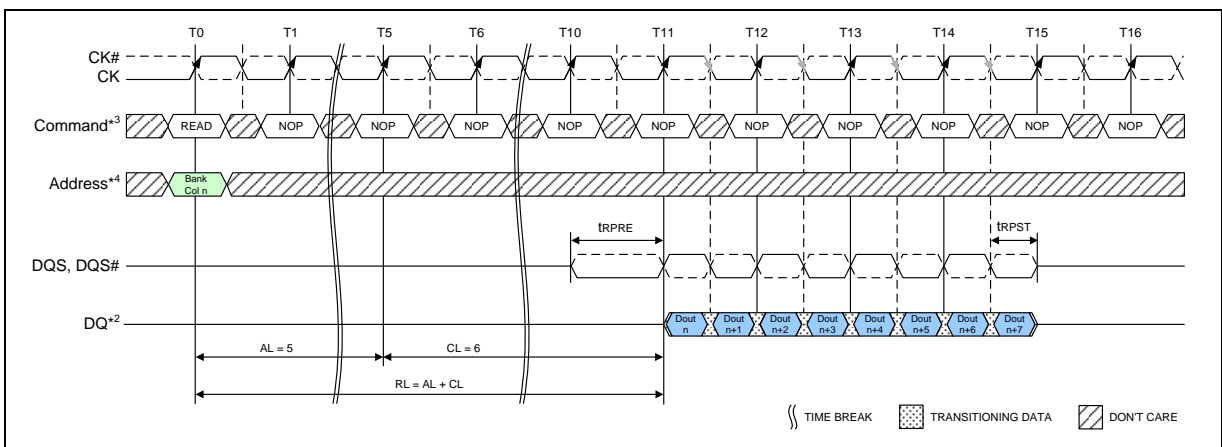 T0 T1 T5 T6 T10 T11 T12 T13 T14 T15 T16
CK#
CK
Command*3 READ NOP NOP NOP NOP NOP NOP NOP NOP NOP NOP
Address*4 Bank
Col n
tRPRE tRPST
DQS, DQS#
DQ*2 Dout n Dout n+1 Dout n+2 Dout n+3 Dout n+4 Dout n+5 Dout n+6 Dout n+7
AL = 5 CL = 6
RL = AL + CL
TIME BREAK TRANSITIONING DATA DON'T CARE